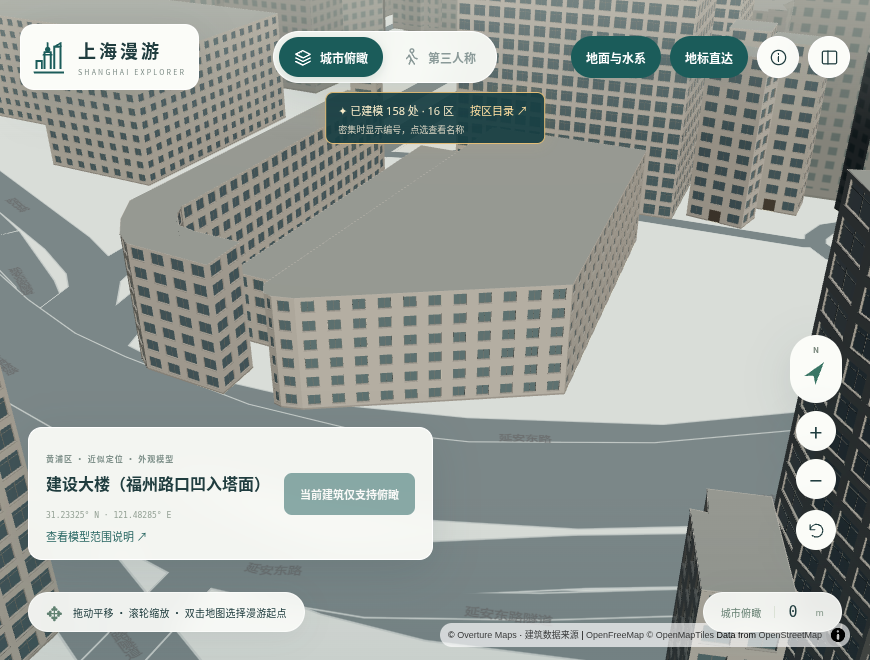 上海漫游
SHANGHAI EXPLORER
城市俯瞰
第三人称
地面与水系
地标直达
✦ 已建模 158 处 · 16 区 按区目录 ↗
密集时显示编号，点选查看名称
N
+
−
延安东路
黄浦区 · 近似定位 · 外观模型
建设大楼（福州路口凹入塔面）
当前建筑仅支持俯瞰
31.23325° N · 121.48285° E
查看模型范围说明 ↗
延安东路
拖动平移 · 滚轮缩放 · 双击地图选择漫游起点
城市俯瞰 0 m
© Overture Maps · 建筑数据来源 | OpenFreeMap © OpenMapTiles Data from OpenStreetMap